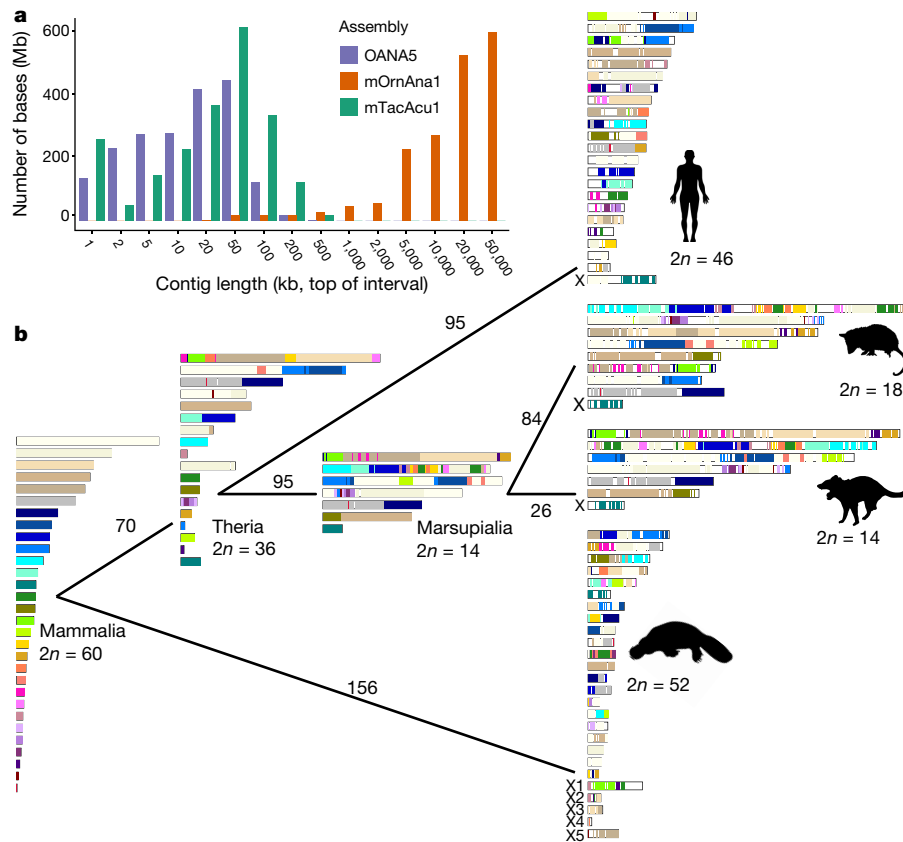 a
Number of bases (Mb)
600
400
200
0
Assembly
OANA5
mOrnAna1
mTacAcu1
1
2
5
10
20
50
100
200
500
1,000
2,000
5,000
10,000
20,000
50,000
Contig length (kb, top of interval)
2n = 46
X
b
95
2n = 18
X
84
95
26
2n = 14
X
70
Theria
2n = 36
Marsupialia
2n = 14
Mammalia
2n = 60
156
2n = 52
X1
X2
X3
X4
X5